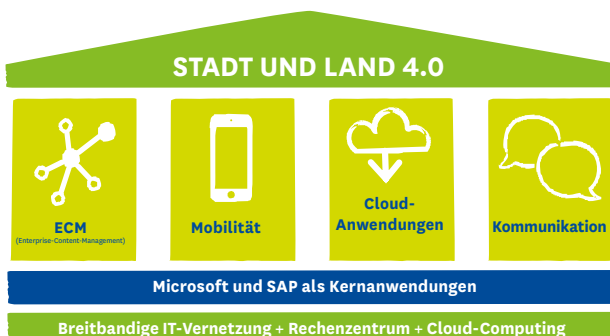 STADT UND LAND 4.0
ECM
(Enterprise-Content-Management)
Mobilität
Cloud-
Anwendungen
Kommunikation
Microsoft und SAP als Kernanwendungen
Breitbandige IT-Vernetzung + Rechenzentrum + Cloud-Computing